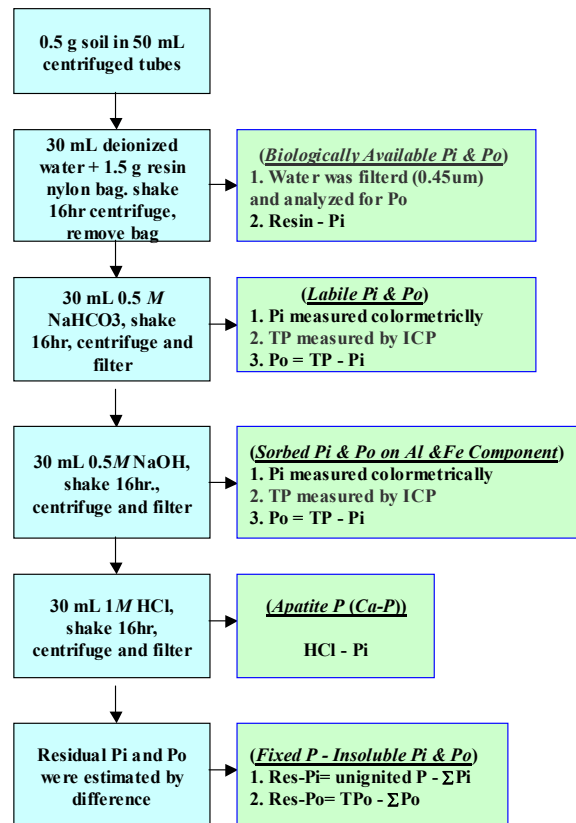 0.5 g soil in 50 mL
centrifuged tubes
30 mL deionized
water + 1.5 g resin
nylon bag. shake
16hr centrifuge,
remove bag
(Biologically Available Pi & Po)
1. Water was filterd (0.45um)
and analyzed for Po
2. Resin - Pi
30 mL 0.5 M
NaHCO3, shake
16hr, centrifuge and
filter
(Labile Pi & Po)
1. Pi measured colormetriclly
2. TP measured by ICP
3. Po = TP - Pi
30 mL 0.5M NaOH,
shake 16hr.,
centrifuge and filter
(Sorbed Pi & Po on Al &Fe Component)
1. Pi measured colormetrically
2. TP measured by ICP
3. Po = TP - Pi
30 mL 1M HCl,
shake 16hr,
centrifuge and filter
(Apatite P (Ca-P))
HCl - Pi
Residual Pi and Po
were estimated by
difference
(Fixed P - Insoluble Pi & Po)
1. Res-Pi= unignited P - ΣPi
2. Res-Po= TPo - ΣPo